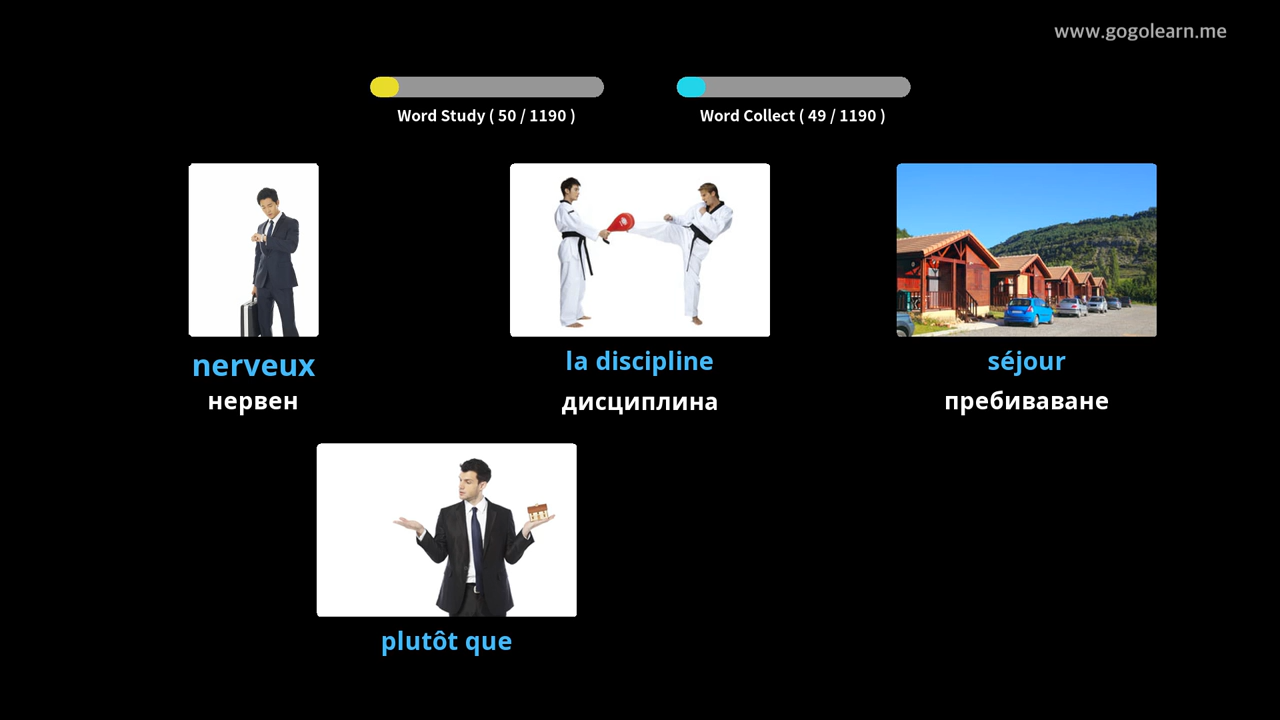 www.gogolearn.me
Word Study ( 50 / 1190 )
Word Collect ( 49 / 1190 )
nerveux
нервен
la discipline
дисциплина
séjour
пребиваване
plutôt que